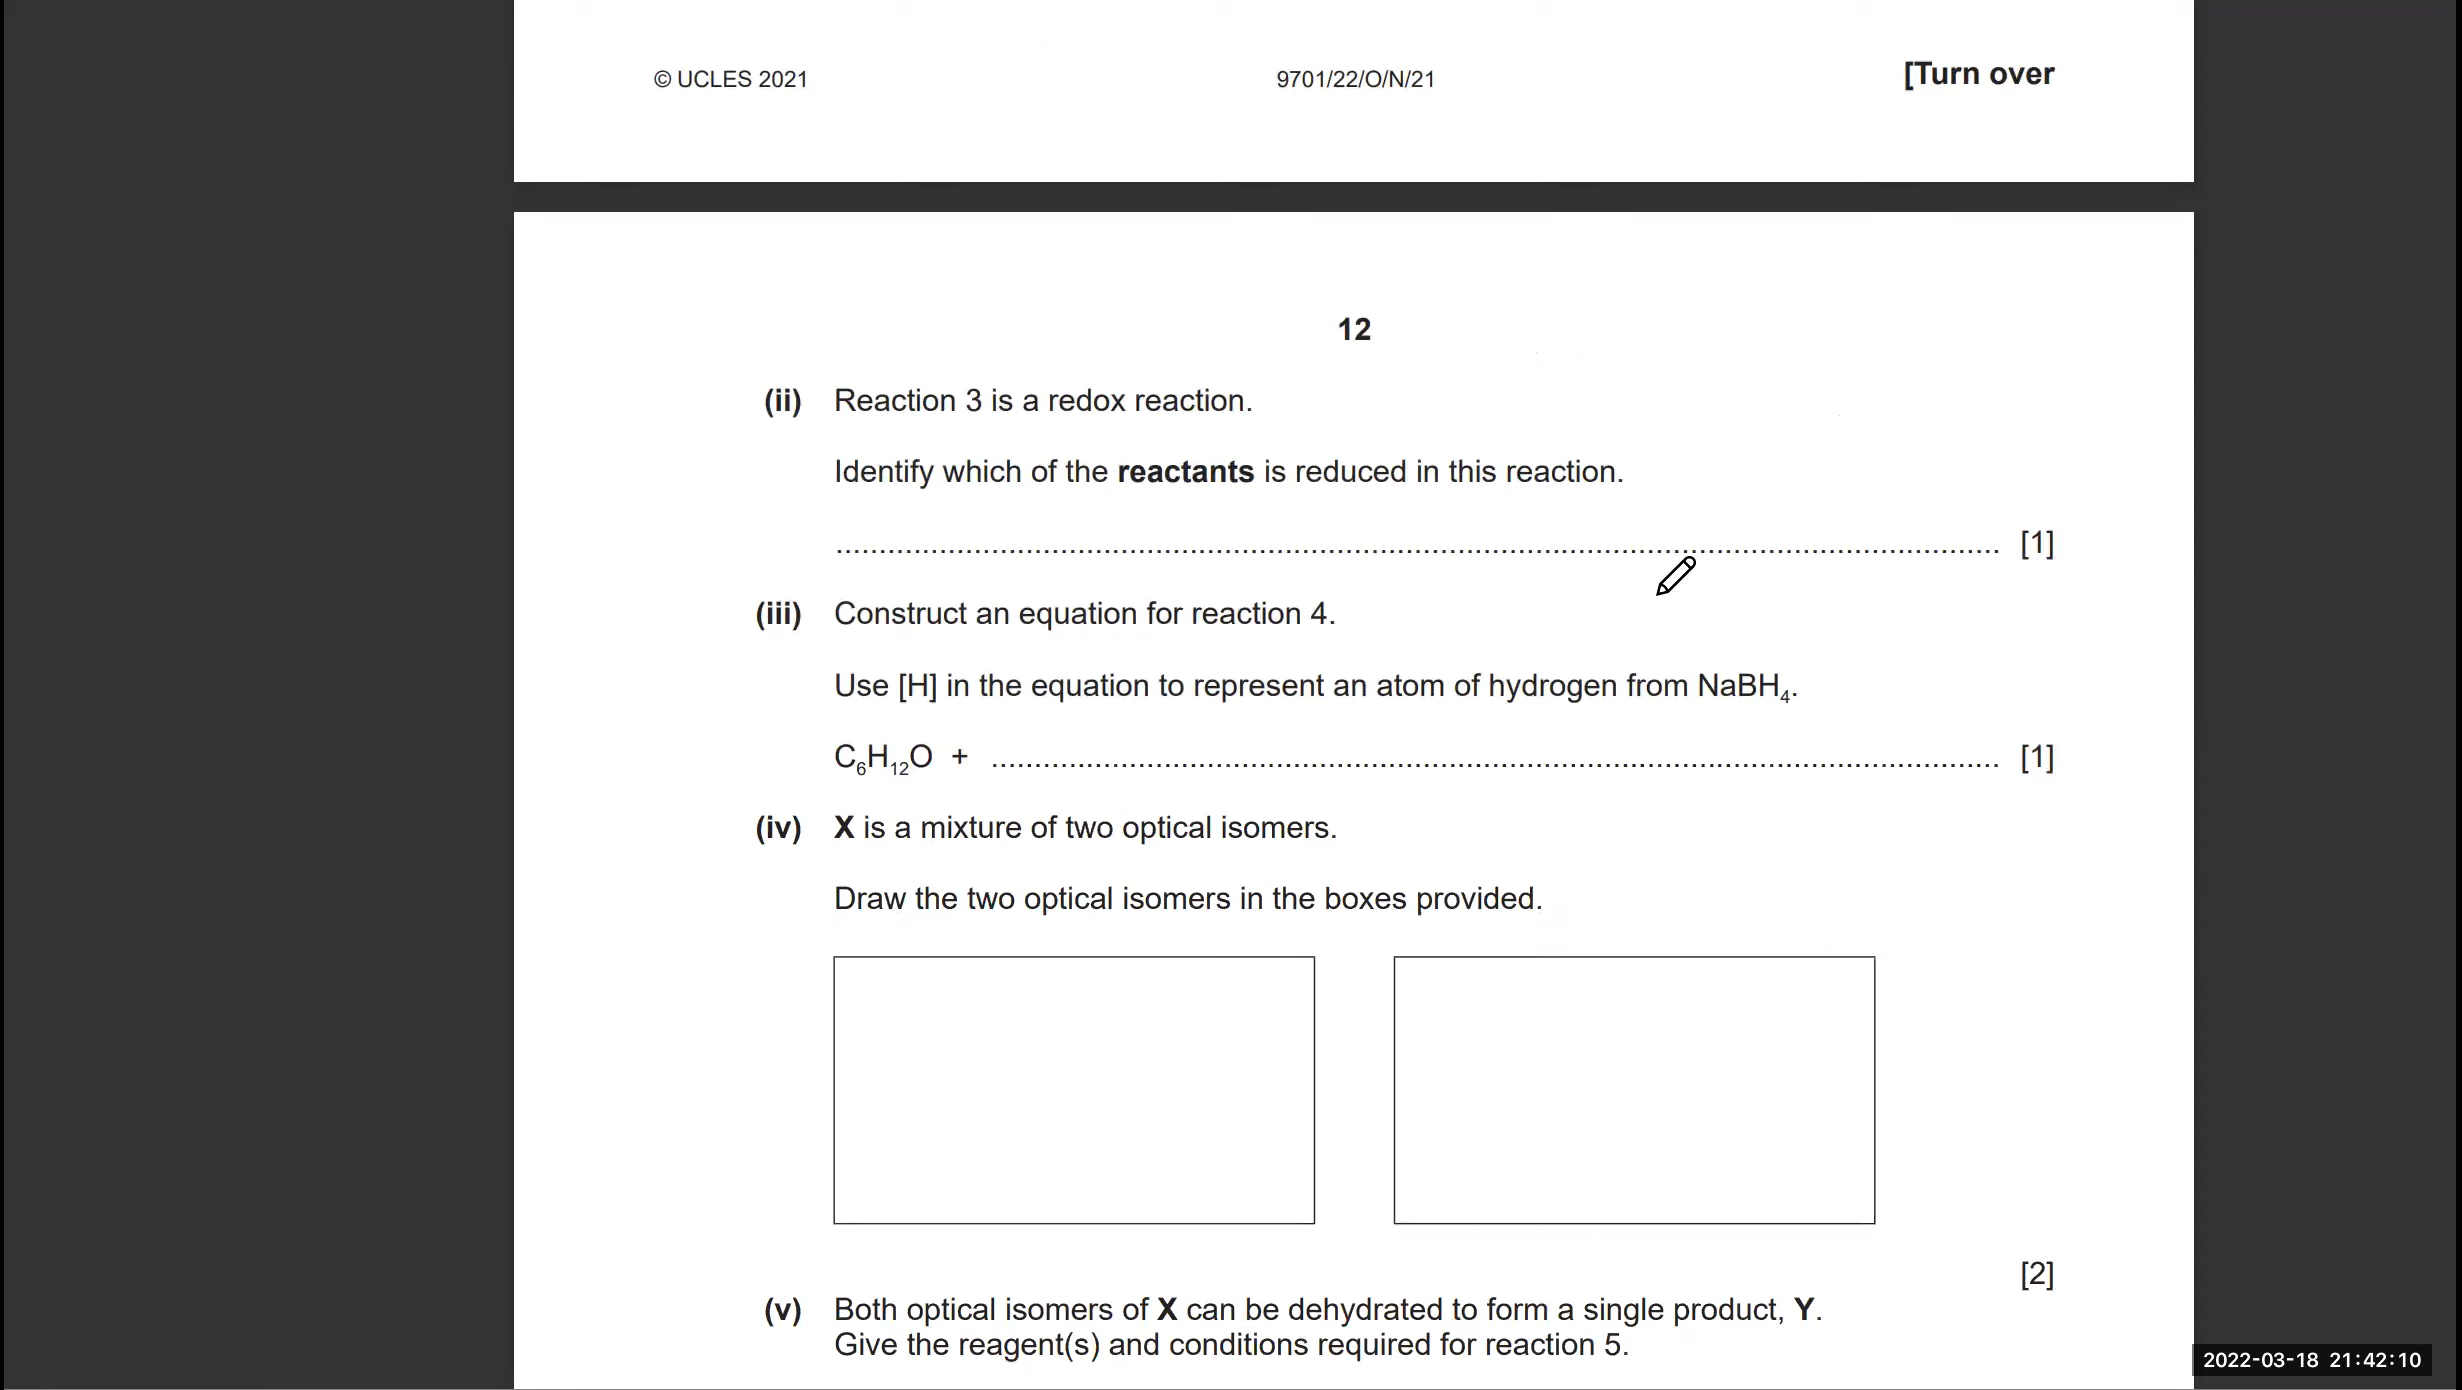 © UCLES 2021 9701/22/O/N/21 [Turn over
12
(ii) Reaction 3 is a redox reaction.
Identify which of the reactants is reduced in this reaction.
.......................................................................................................................................... [1]
(iii) Construct an equation for reaction 4.
Use [H] in the equation to represent an atom of hydrogen from NaBH₄.
C₆H₁₂O + ....................................................................................................................... [1]
(iv) X is a mixture of two optical isomers.
Draw the two optical isomers in the boxes provided.
[2]
(v) Both optical isomers of X can be dehydrated to form a single product, Y.
Give the reagent(s) and conditions required for reaction 5.
2022-03-18 21:42:10